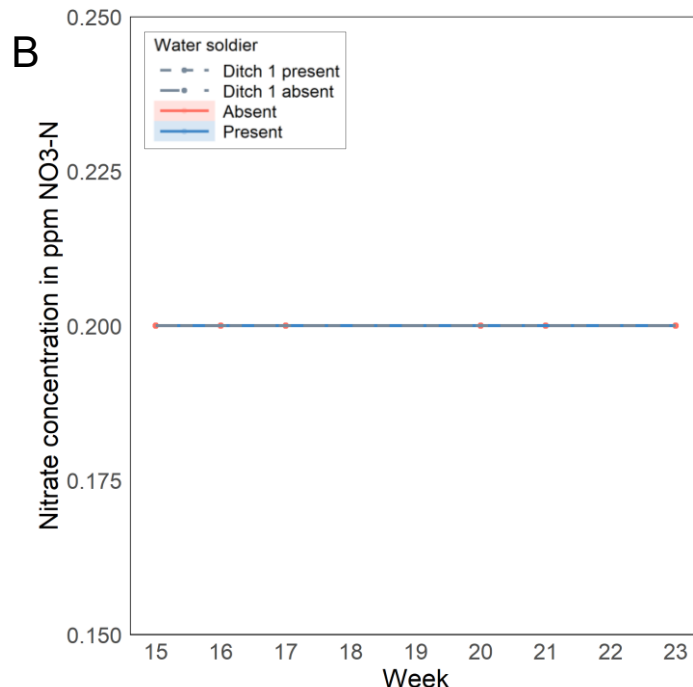 B
Nitrate concentration in ppm NO3-N
0.250
0.225
0.200
0.175
0.150
Water soldier
Ditch 1 present
Ditch 1 absent
Absent
Present
15 16 17 18 19 20 21 22 23
Week